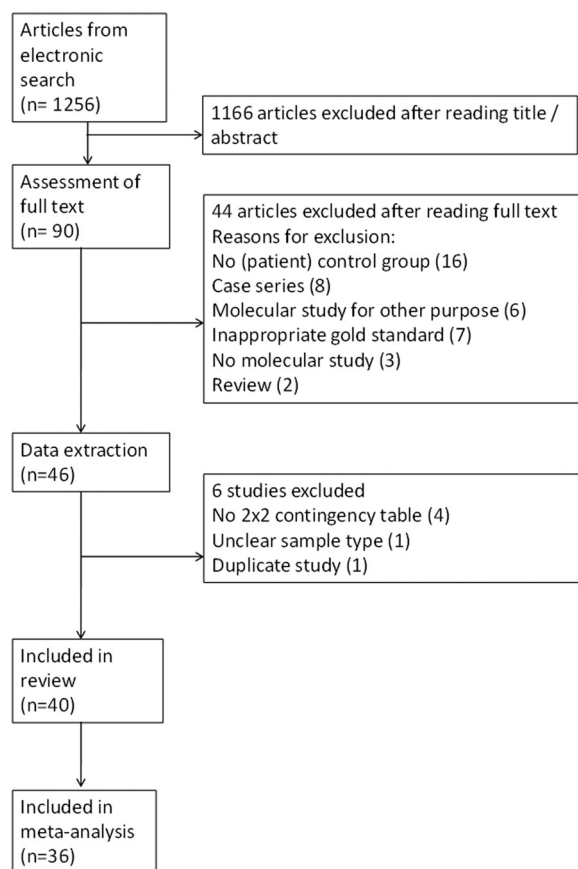 Articles from
electronic
search
(n= 1256)
1166 articles excluded after reading title /
abstract
Assessment of
full text
(n= 90)
44 articles excluded after reading full text
Reasons for exclusion:
No (patient) control group (16)
Case series (8)
Molecular study for other purpose (6)
Inappropriate gold standard (7)
No molecular study (3)
Review (2)
Data extraction
(n=46)
6 studies excluded
No 2x2 contingency table (4)
Unclear sample type (1)
Duplicate study (1)
Included in
review
(n=40)
Included in
meta-analysis
(n=36)